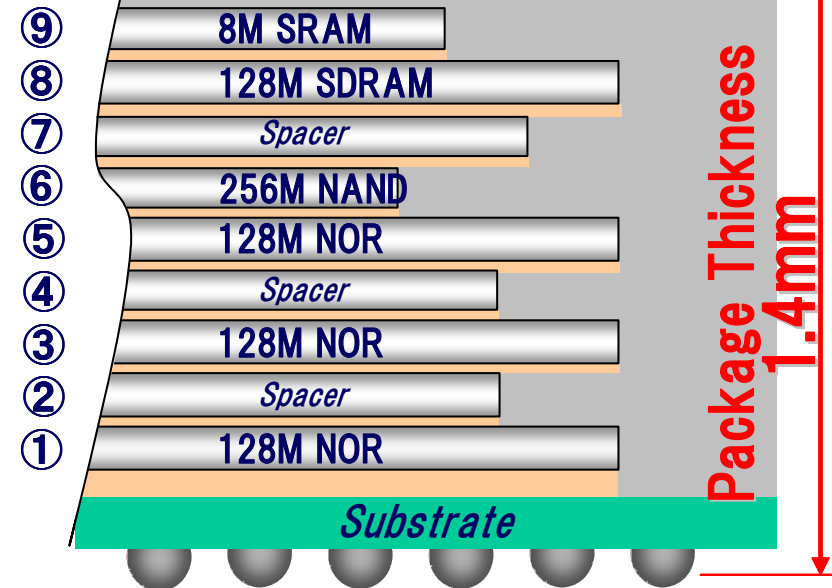 ⑨ 8M SRAM
⑧ 128M SDRAM
⑦ Spacer
⑥ 256M NAND
⑤ 128M NOR
④ Spacer
③ 128M NOR
② Spacer
① 128M NOR
Substrate
Package Thickness
1.4mm